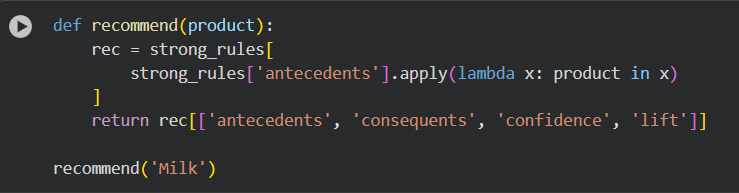 def recommend(product):
    rec = strong_rules[
        strong_rules['antecedents'].apply(lambda x: product in x)
    ]
    return rec[['antecedents', 'consequents', 'confidence', 'lift']]

recommend('Milk')